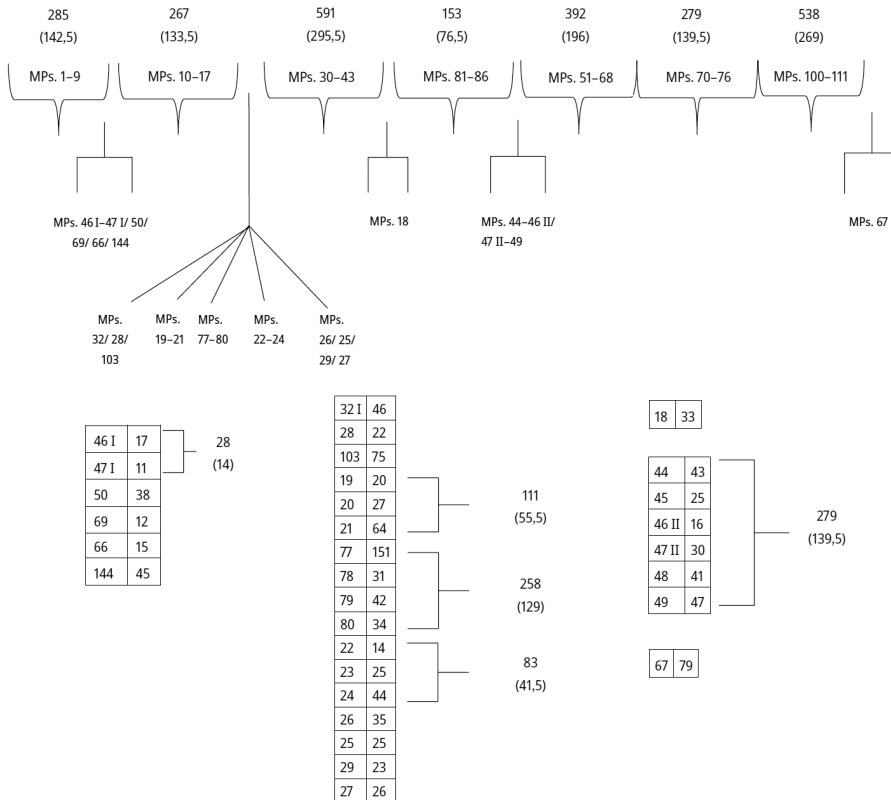 285 267 591 153 392 279 538
(142,5) (133,5) (295,5) (76,5) (196) (139,5) (269)
MPs. 1–9 MPs. 10–17 MPs. 30–43 MPs. 81–86 MPs. 51–68 MPs. 70–76 MPs. 100–111
MPs. 46 I–47 I/ 50/
69/ 66/ 144
MPs. 18
MPs. 44–46 II/
47 II–49
MPs. 67
MPs.
32/ 28/
103
MPs.
19–21
MPs.
77–80
MPs.
22–24
MPs.
26/ 25/
29/ 27
46 I 17
47 I 11
50 38
69 12
66 15
144 45
28
(14)
32 I 46
28 22
103 75
19 20
20 27
21 64
77 151
78 31
79 42
80 34
22 14
23 25
24 44
26 35
25 25
29 23
27 26
111
(55,5)
258
(129)
83
(41,5)
18 33
44 43
45 25
46 II 16
47 II 30
48 41
49 47
279
(139,5)
67 79